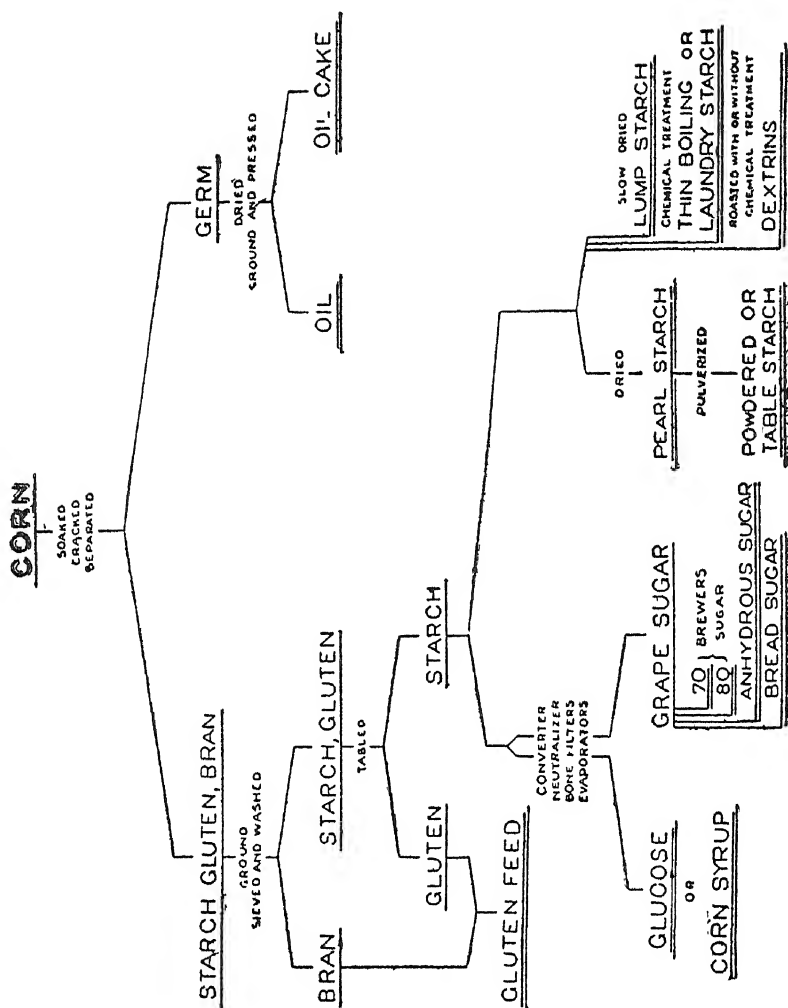 CORN
SOAKED
CRACKED
SEPARATED
STARCH GLUTEN, BRAN
GERM
GROUND
SIEVED AND WASHED
DRIED
GROUND AND PRESSED
BRAN
STARCH, GLUTEN
OIL
OIL CAKE
TABLED
GLUTEN
STARCH
GLUTEN FEED
CONVERTER
NEUTRALIZER
BONE FILTERS
EVAPORATORS
DRIED
SLOW DRIED
LUMP STARCH
CHEMICAL TREATMENT
THIN BOILING OR
LAUNDRY STARCH
ROASTED WITH OR WITHOUT
CHEMICAL TREATMENT
DEXTRINS
GLUCOSE
OR
CORN SYRUP
GRAPE SUGAR
70 } BREWERS
80 } SUGAR
ANHYDROUS SUGAR
BREAD SUGAR
PEARL STARCH
PULVERIZED
POWDERED OR
TABLE STARCH